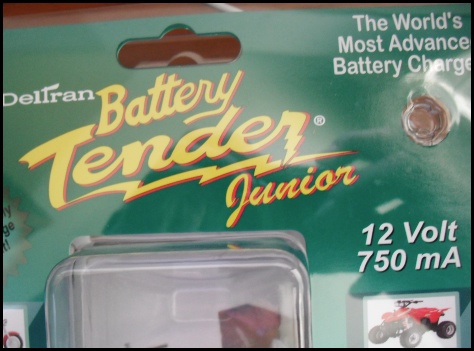 The World's
Most Advance
Battery Charge
Deltran
Battery
Tender®
Junior
12 Volt
750 mA